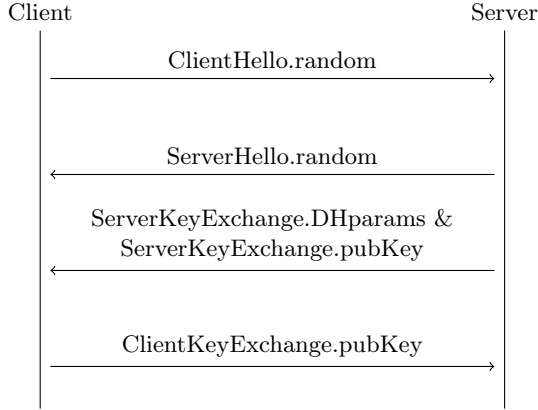 Client
Server
ClientHello.random
ServerHello.random
ServerKeyExchange.DHparams &
ServerKeyExchange.pubKey
ClientKeyExchange.pubKey